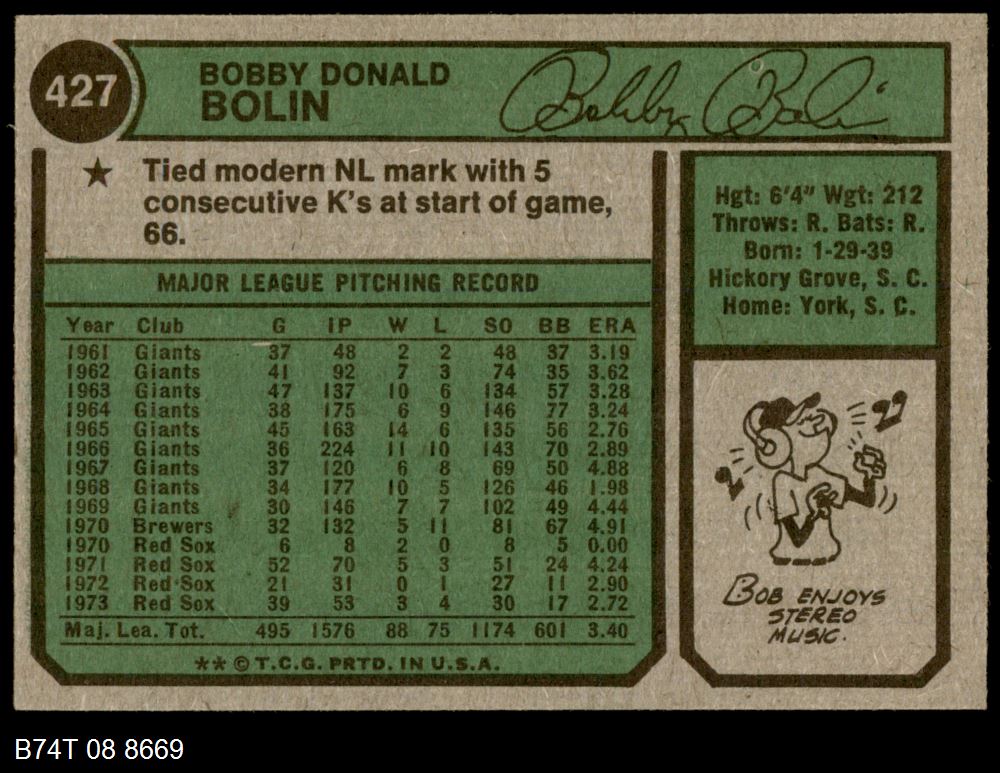 427
BOBBY DONALD
BOLIN
Bobby Bolin
★ Tied modern NL mark with 5
consecutive K's at start of game,
66.
MAJOR LEAGUE PITCHING RECORD
Year Club G IP W L SO BB ERA
1961 Giants 37 48 2 2 48 37 3.19
1962 Giants 41 92 7 3 74 35 3.62
1963 Giants 47 137 10 6 134 57 3.28
1964 Giants 38 175 6 9 146 77 3.24
1965 Giants 45 163 14 6 135 56 2.76
1966 Giants 36 224 11 10 143 70 2.89
1967 Giants 37 120 6 8 69 50 4.88
1968 Giants 34 177 10 5 126 46 1.98
1969 Giants 30 146 7 7 102 49 4.44
1970 Brewers 32 132 5 11 81 67 4.91
1970 Red Sox 6 8 2 0 8 5 0.00
1971 Red Sox 52 70 5 3 51 24 4.24
1972 Red Sox 21 31 0 1 27 11 2.90
1973 Red Sox 39 53 3 4 30 17 2.72
Maj. Lea. Tot. 495 1576 88 75 1174 601 3.40
** © T.C.G. PRTD. IN U.S.A.
Hgt: 6'4" Wgt: 212
Throws: R. Bats: R.
Born: 1-29-39
Hickory Grove, S. C.
Home: York, S. C.
BOB ENJOYS
STEREO
MUSIC.
B74T 08 8669